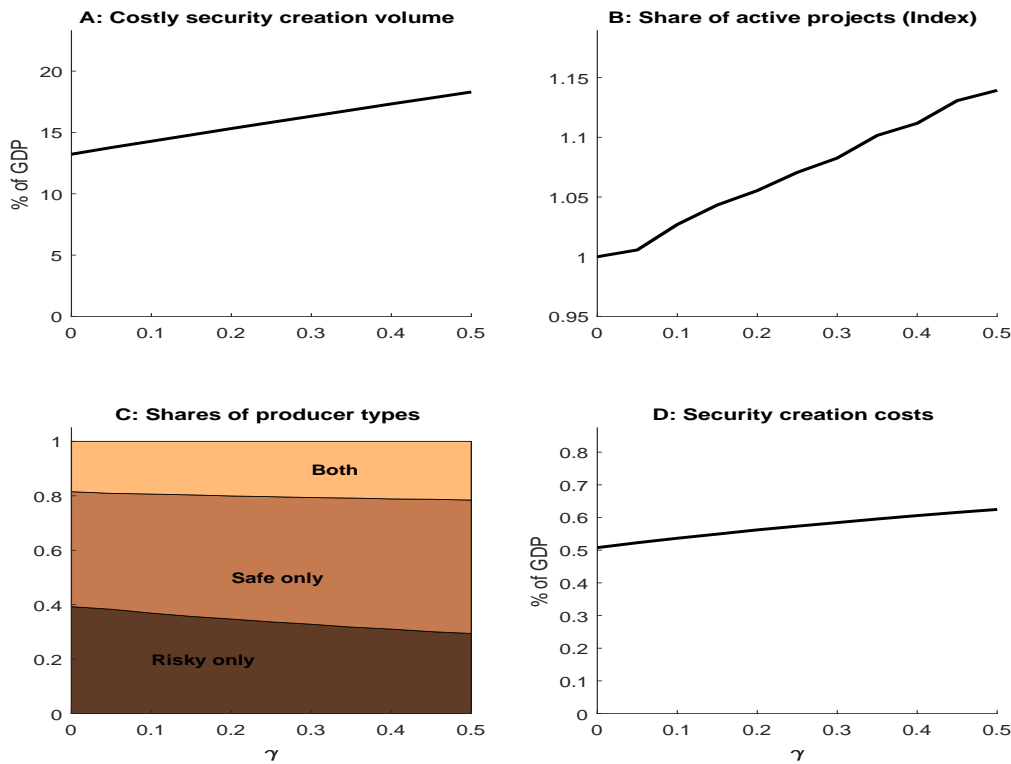 A: Costly security creation volume
% of GDP
20
15
10
5
0
0 0.1 0.2 0.3 0.4 0.5
B: Share of active projects (Index)
1.15
1.1
1.05
1
0.95
0 0.1 0.2 0.3 0.4 0.5
C: Shares of producer types
1
0.8
0.6
0.4
0.2
0
Both
Safe only
Risky only
0 0.1 0.2 0.3 0.4 0.5
γ
D: Security creation costs
% of GDP
0.8
0.7
0.6
0.5
0.4
0.3
0.2
0.1
0
0 0.1 0.2 0.3 0.4 0.5
γ